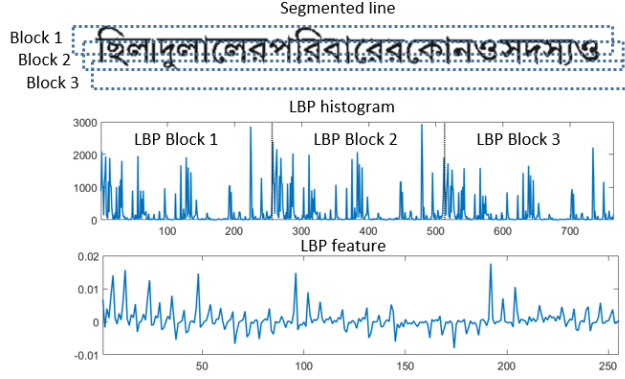 Segmented line
Block 1
Block 2
Block 3
ছিলাদুলালেরপরিবারেরকোনওসদস্যও
LBP histogram
3000
2000
1000
0
LBP Block 1
LBP Block 2
LBP Block 3
0 100 200 300 400 500 600 700
LBP feature
0.02
0.01
0
-0.01
50 100 150 200 250